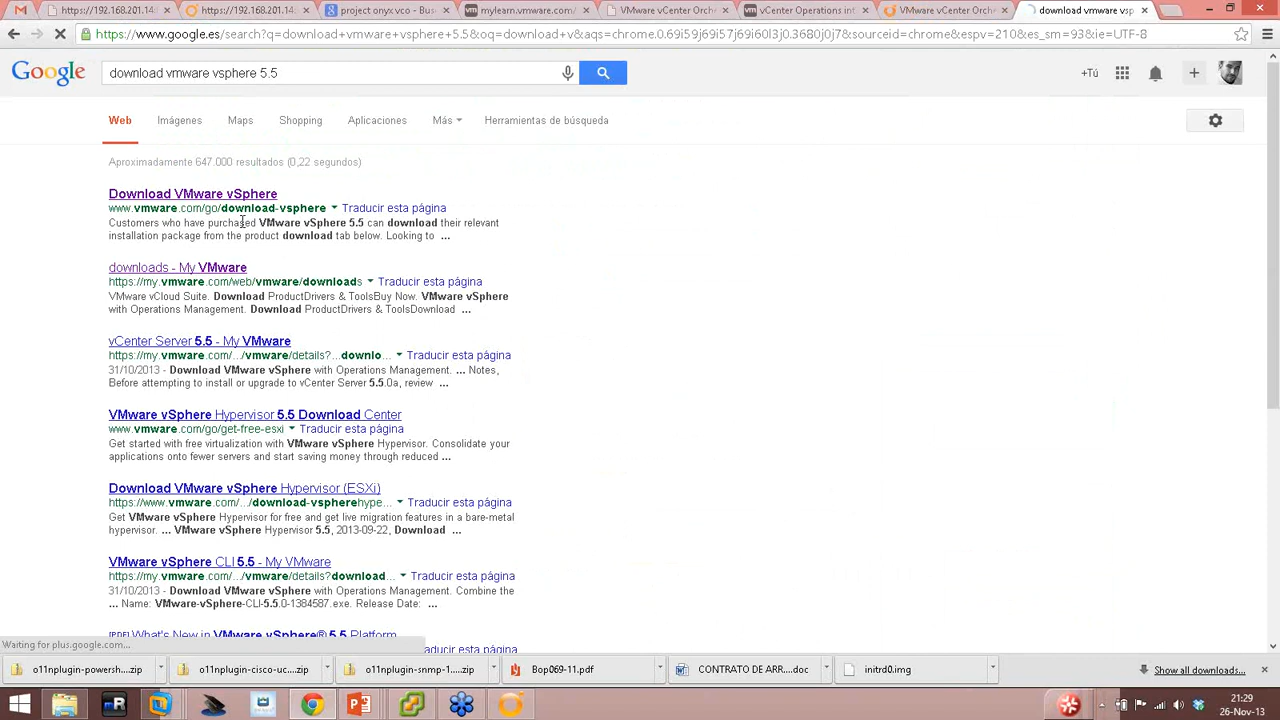 https://192.168.201.14
https://192.168.201.14
project onyx vco - Bus
mylearn.vmware.com/
VMware vCenter Orche
vCenter Operations int
VMware vCenter Orche
download vmware vsp
https://www.google.es/search?q=download+vmware+vsphere+5.5&oq=download+v&aqs=chrome.0.69i59j69i57j69i60l3j0.3680j0j7&sourceid=chrome&espv=210&es_sm=93&ie=UTF-8
Google
download vmware vsphere 5.5
+Tú
Web
Imágenes
Maps
Shopping
Aplicaciones
Más
Herramientas de búsqueda
Aproximadamente 647.000 resultados (0,22 segundos)
Download VMware vSphere
www.vmware.com/go/download-vsphere Traducir esta página
Customers who have purchased VMware vSphere 5.5 can download their relevant
installation package from the product download tab below. Looking to ...
downloads - My VMware
https://my.vmware.com/web/vmware/downloads Traducir esta página
VMware vCloud Suite. Download ProductDrivers & ToolsBuy Now. VMware vSphere
with Operations Management. Download ProductDrivers & ToolsDownload ...
vCenter Server 5.5 - My VMware
https://my.vmware.com/.../vmware/details?...downlo... Traducir esta página
31/10/2013 - Download VMware vSphere with Operations Management. ... Notes,
Before attempting to install or upgrade to vCenter Server 5.5.0a, review ...
VMware vSphere Hypervisor 5.5 Download Center
www.vmware.com/go/get-free-esxi Traducir esta página
Get started with free virtualization with VMware vSphere Hypervisor. Consolidate your
applications onto fewer servers and start saving money through reduced ...
Download VMware vSphere Hypervisor (ESXi)
https://www.vmware.com/.../download-vspherehype... Traducir esta página
Get VMware vSphere Hypervisor for free and get live migration features in a bare-metal
hypervisor. ... VMware vSphere Hypervisor 5.5, 2013-09-22, Download ...
VMware vSphere CLI 5.5 - My VMware
https://my.vmware.com/.../vmware/details?download... Traducir esta página
31/10/2013 - Download VMware vSphere with Operations Management. Combine the
... Name: VMware-vSphere-CLI-5.5.0-1384587.exe. Release Date: ...
[PDF] What's New in VMware vSphere® 5.5 Platform
Traducir esta página
Waiting for plus.google.com...
o11nplugin-powersh....zip
o11nplugin-cisco-uc....zip
o11nplugin-snmp-1....zip
Bop069-11.pdf
CONTRATO DE ARR....doc
initrd0.img
Show all downloads...
mR
21:29
26-Nov-13